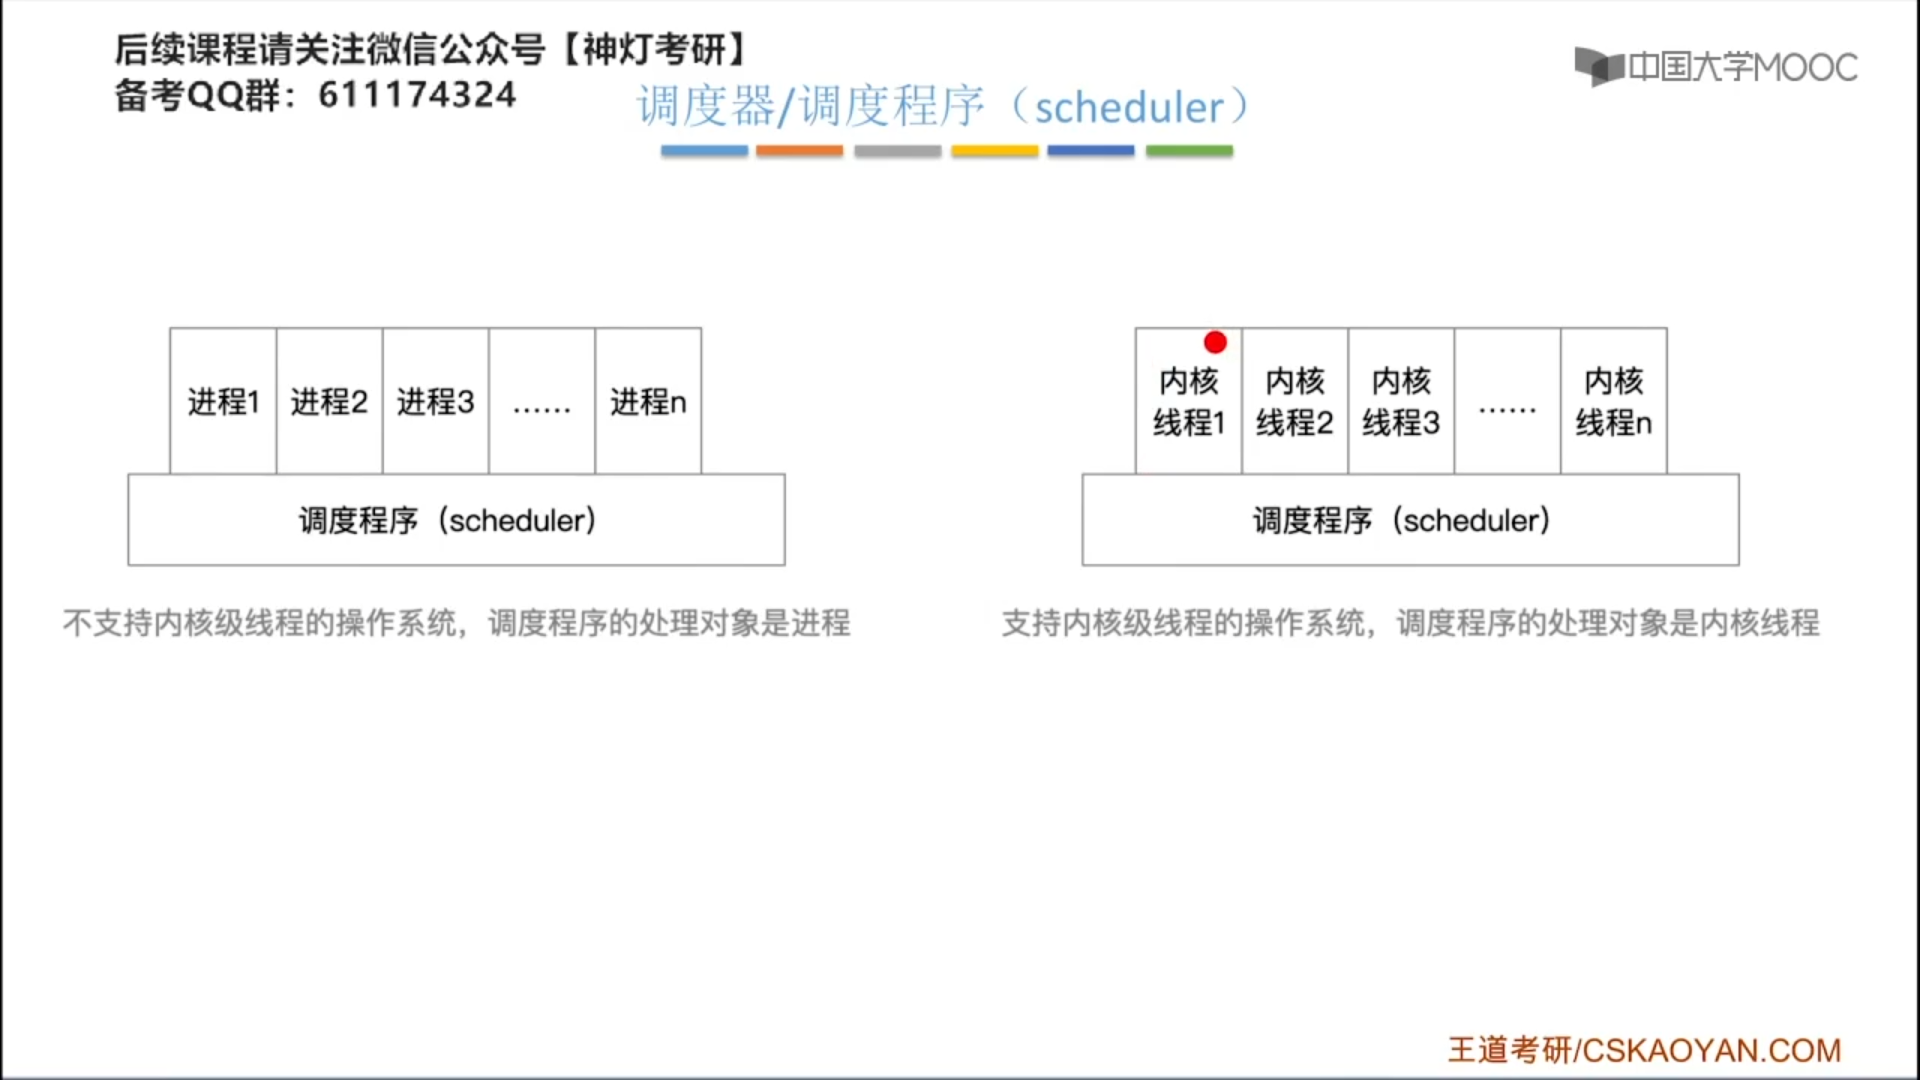 后续课程请关注微信公众号【神灯考研】
备考QQ群：611174324
中国大学MOOC
调度器/调度程序（scheduler）
进程1
进程2
进程3
……
进程n
调度程序（scheduler）
不支持内核级线程的操作系统，调度程序的处理对象是进程
内核
线程1
内核
线程2
内核
线程3
……
内核
线程n
调度程序（scheduler）
支持内核级线程的操作系统，调度程序的处理对象是内核线程
王道考研/CSKAOYAN.COM